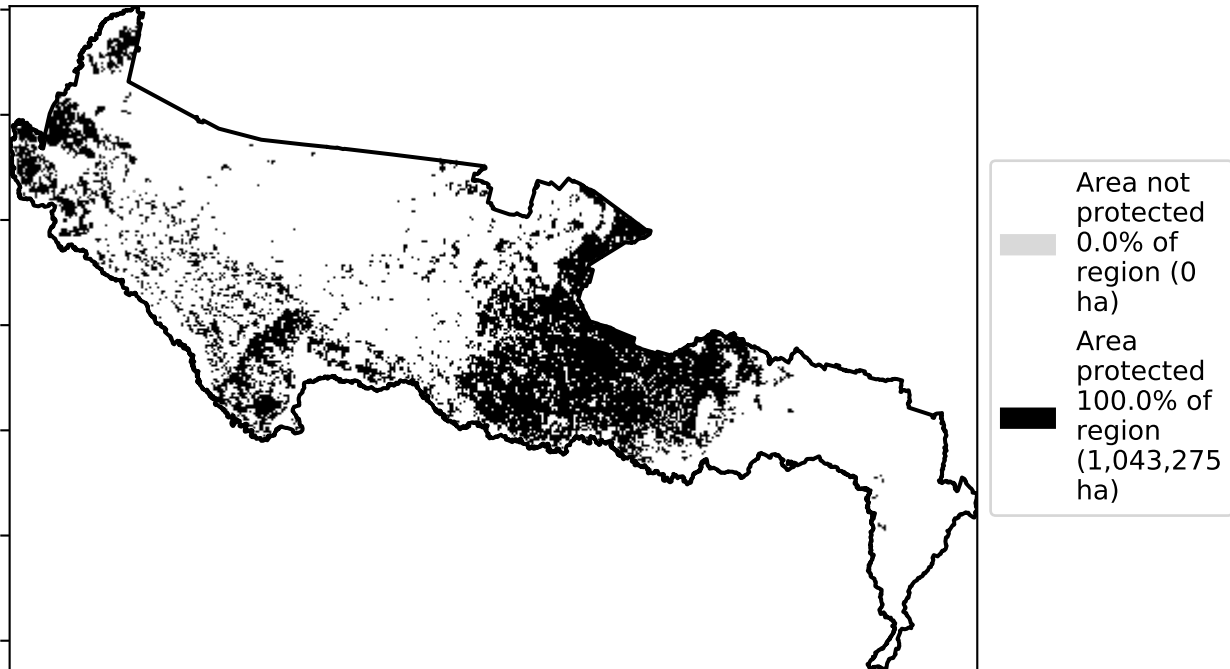 Area not
protected
0.0% of
region (0
ha)
Area
protected
100.0% of
region
(1,043,275
ha)